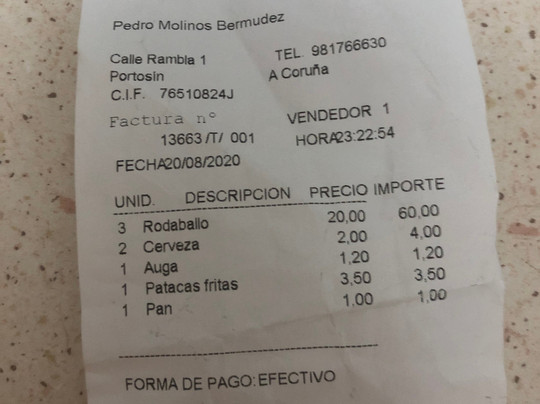 Pedro Molinos Bermudez
Calle Rambla 1 TEL. 981766630
Portosin A Coruña
C.I.F. 76510824J
Factura nº VENDEDOR 1
13663 /T/ 001 HORA23:22:54
FECHA20/08/2020
UNID. DESCRIPCION PRECIO IMPORTE
3 Rodaballo 20,00 60,00
2 Cerveza 2,00 4,00
1 Auga 1,20 1,20
1 Patacas fritas 3,50 3,50
1 Pan 1,00 1,00
FORMA DE PAGO:EFECTIVO